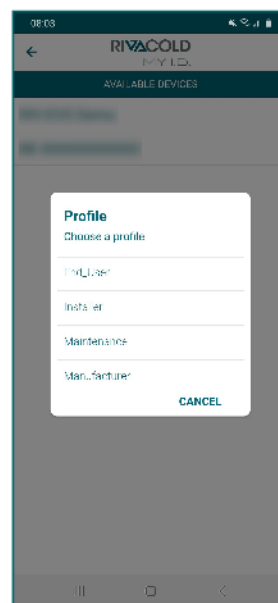 08:03
RIVACOLD
MY I.D.
AVAILABLE DEVICES
Profile
Choose a profile
End_User
Installer
Maintenance
Manufacturer
CANCEL